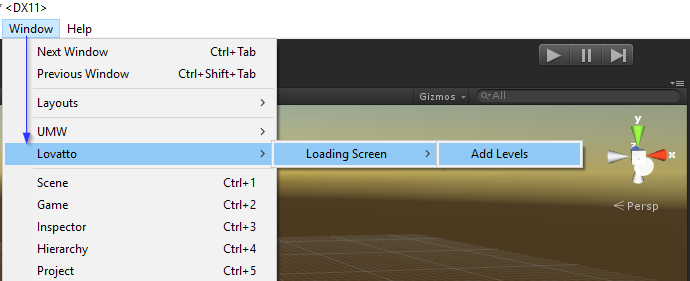 * <DX11>
Window Help
Next Window Ctrl+Tab
Previous Window Ctrl+Shift+Tab
Layouts
Gizmos All
UMW
Lovatto Loading Screen Add Levels
Scene Ctrl+1
Game Ctrl+2
Inspector Ctrl+3
Hierarchy Ctrl+4
Project Ctrl+5
y
x
z
Persp